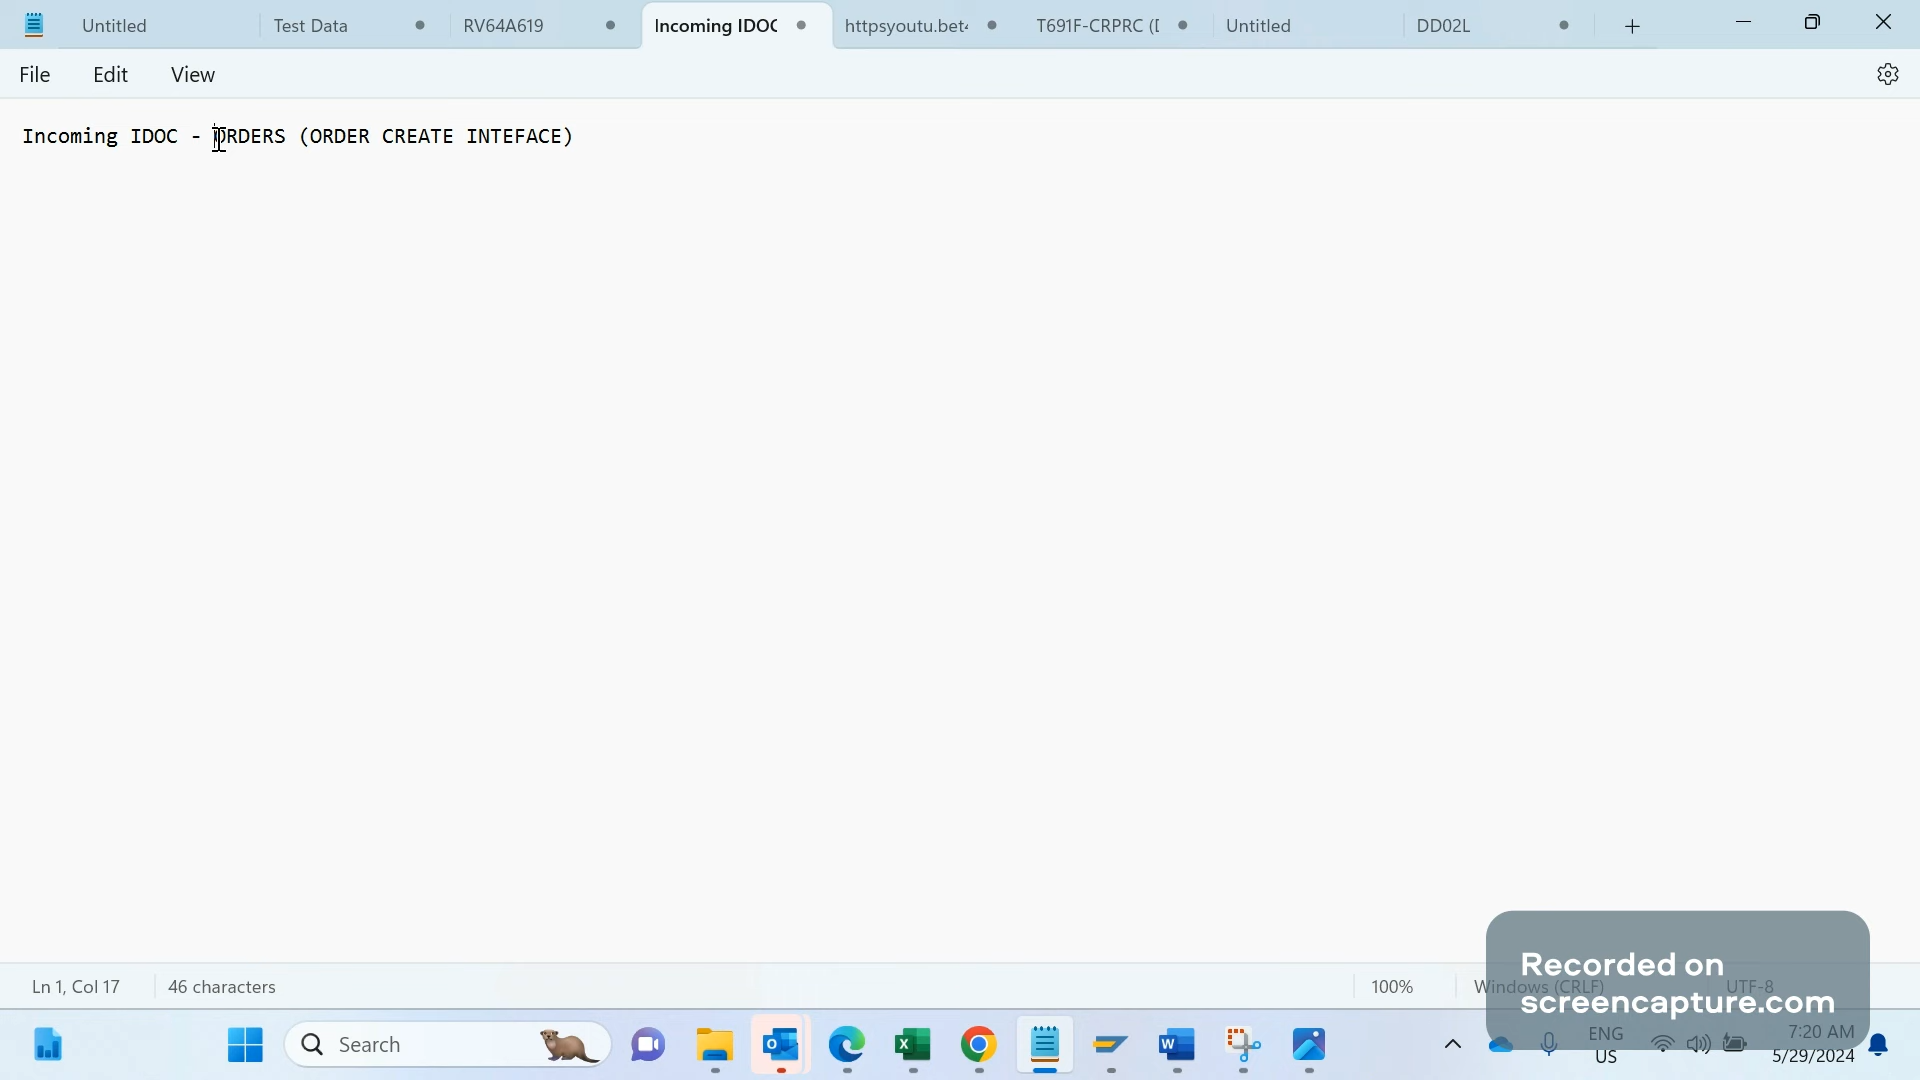 Untitled
Test Data
RV64A619
Incoming IDOC
httpsyoutu.be
T691F-CRPRC (I
Untitled
DD02L
File Edit View
Incoming IDOC - ORDERS (ORDER CREATE INTEFACE)
Ln 1, Col 17
46 characters
100%
Windows (CRLF)
UTF-8
Recorded on
screencapture.com
Search
ENG
US
7:20 AM
5/29/2024